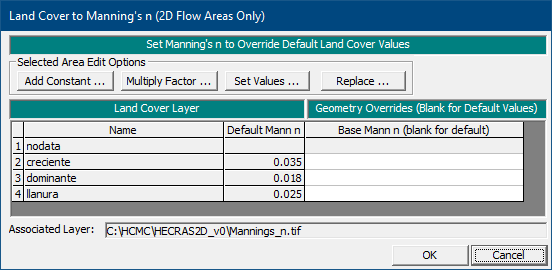 Land Cover to Manning's n (2D Flow Areas Only)
Set Manning's n to Override Default Land Cover Values
Selected Area Edit Options
Add Constant ... Multiply Factor ... Set Values ... Replace ...
Land Cover Layer Geometry Overrides (Blank for Default Values)
Name Default Mann n Base Mann n (blank for default)
1 nodata
2 creciente 0.035
3 dominante 0.018
4 llanura 0.025
Associated Layer: C:\HCMC\HECRAS2D_v0\Mannings_n.tif
OK Cancel